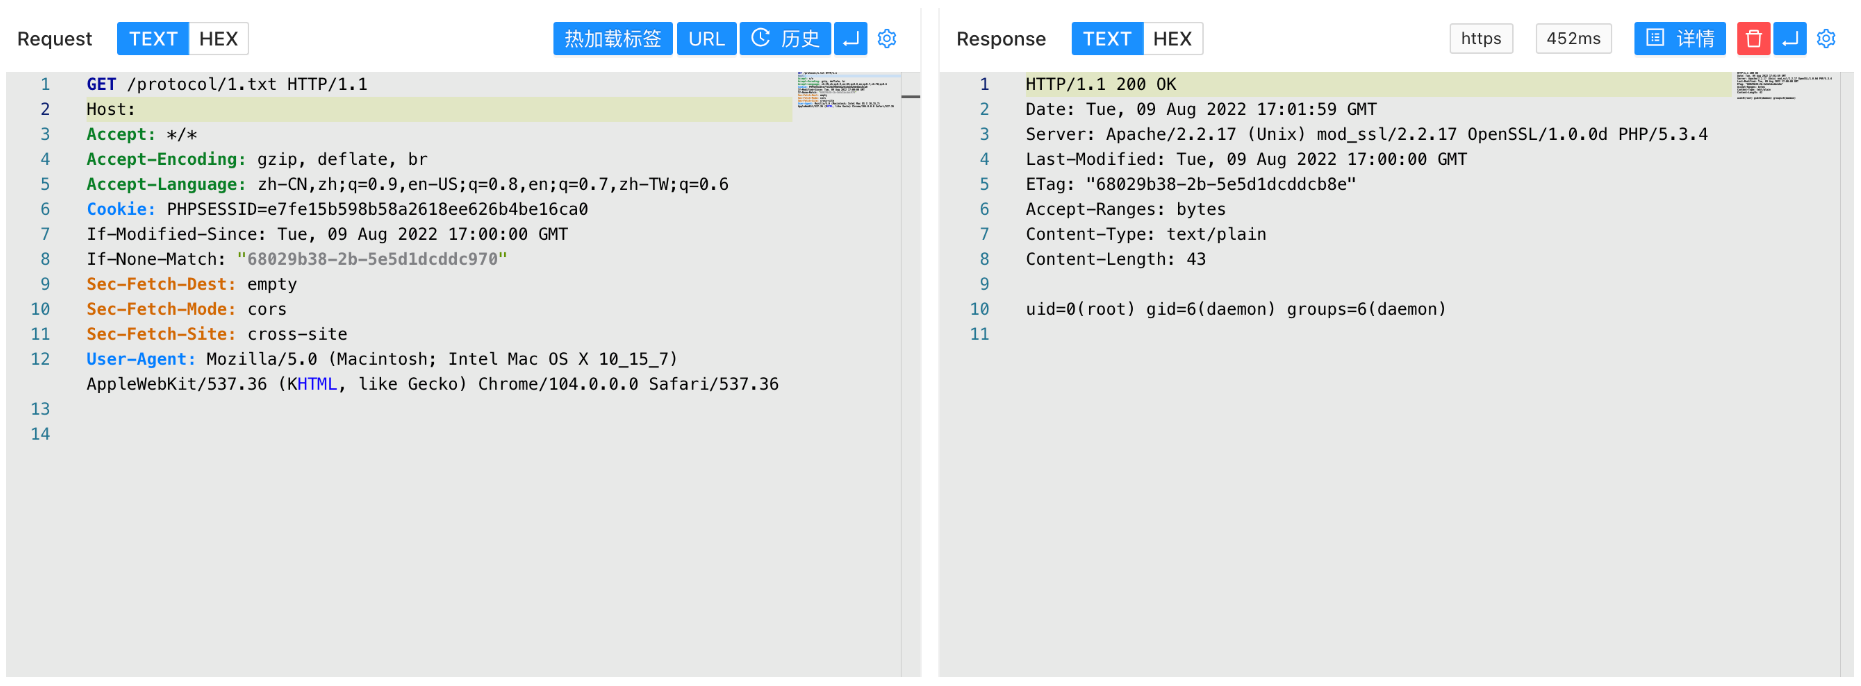 Request TEXT HEX 热加载标签 URL 历史
1 GET /protocol/1.txt HTTP/1.1
2 Host:
3 Accept: */*
4 Accept-Encoding: gzip, deflate, br
5 Accept-Language: zh-CN,zh;q=0.9,en-US;q=0.8,en;q=0.7,zh-TW;q=0.6
6 Cookie: PHPSESSID=e7fe15b598b58a2618ee626b4be16ca0
7 If-Modified-Since: Tue, 09 Aug 2022 17:00:00 GMT
8 If-None-Match: "68029b38-2b-5e5d1dcddc970"
9 Sec-Fetch-Dest: empty
10 Sec-Fetch-Mode: cors
11 Sec-Fetch-Site: cross-site
12 User-Agent: Mozilla/5.0 (Macintosh; Intel Mac OS X 10_15_7)
AppleWebKit/537.36 (KHTML, like Gecko) Chrome/104.0.0.0 Safari/537.36
13
14
Response TEXT HEX https 452ms 详情
1 HTTP/1.1 200 OK
2 Date: Tue, 09 Aug 2022 17:01:59 GMT
3 Server: Apache/2.2.17 (Unix) mod_ssl/2.2.17 OpenSSL/1.0.0d PHP/5.3.4
4 Last-Modified: Tue, 09 Aug 2022 17:00:00 GMT
5 ETag: "68029b38-2b-5e5d1dcddcb8e"
6 Accept-Ranges: bytes
7 Content-Type: text/plain
8 Content-Length: 43
9
10 uid=0(root) gid=6(daemon) groups=6(daemon)
11